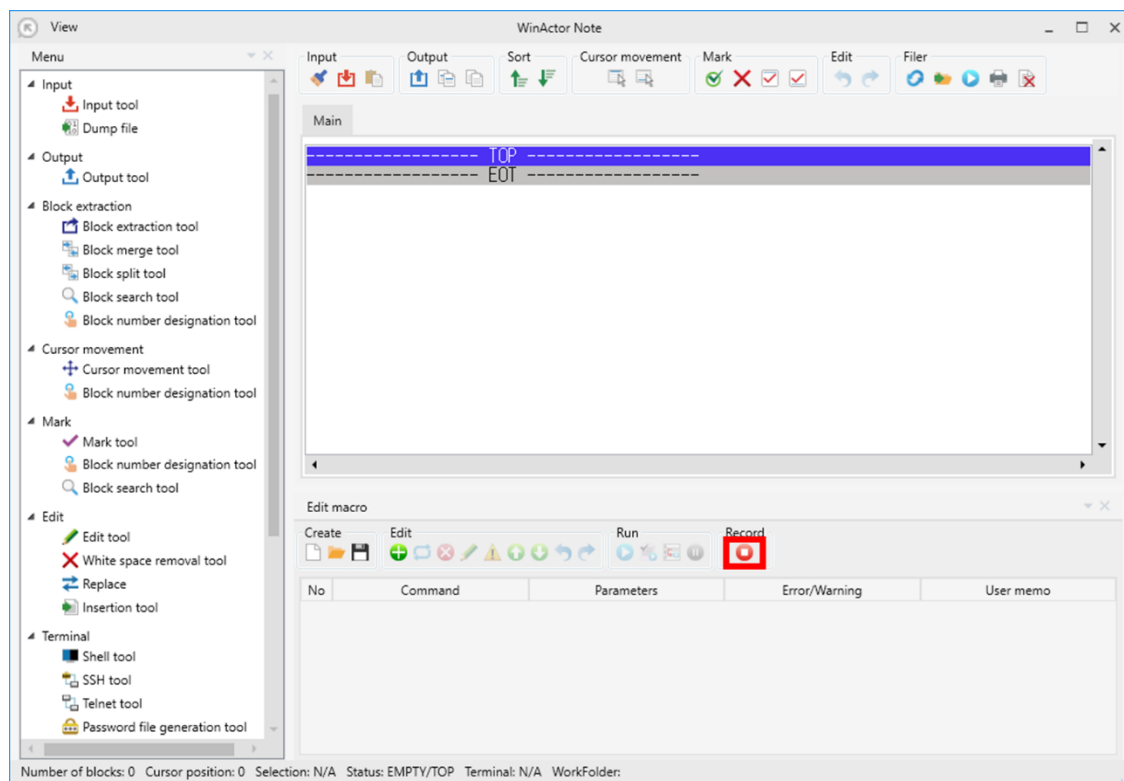 View
WinActor Note
Menu
Input
Input tool
Dump file
Output
Output tool
Block extraction
Block extraction tool
Block merge tool
Block split tool
Block search tool
Block number designation tool
Cursor movement
Cursor movement tool
Block number designation tool
Mark
Mark tool
Block number designation tool
Block search tool
Edit
Edit tool
White space removal tool
Replace
Insertion tool
Terminal
Shell tool
SSH tool
Telnet tool
Password file generation tool
Input Output Sort Cursor movement Mark Edit Filer
Main
------------------ TOP ------------------
------------------ EOT ------------------
Edit macro
Create Edit Run Record
No Command Parameters Error/Warning User memo
Number of blocks: 0 Cursor position: 0 Selection: N/A Status: EMPTY/TOP Terminal: N/A WorkFolder: